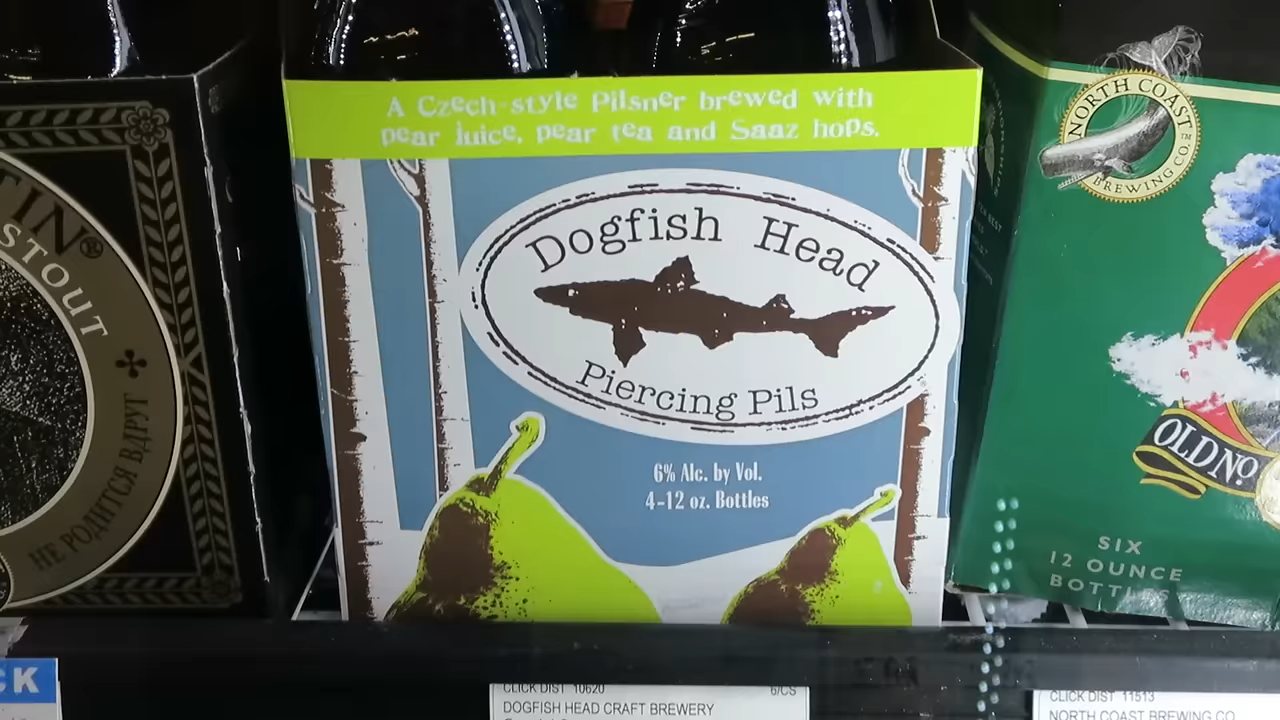 TIN®
STOUT
НЕ РОДИТСЯ ВДРУГ
A Czech-style Pilsner brewed with
pear juice, pear tea and Saaz hops.
Dogfish Head
Piercing Pils
6% Alc. by Vol.
4-12 oz. Bottles
NORTH COAST
BREWING CO.
OLD NO.
SIX
12 OUNCE
BOTTLES
CK
CLICK DIST 10620 6/CS
DOGFISH HEAD CRAFT BREWERY
CLICK DIST 11513
NORTH COAST BREWING CO